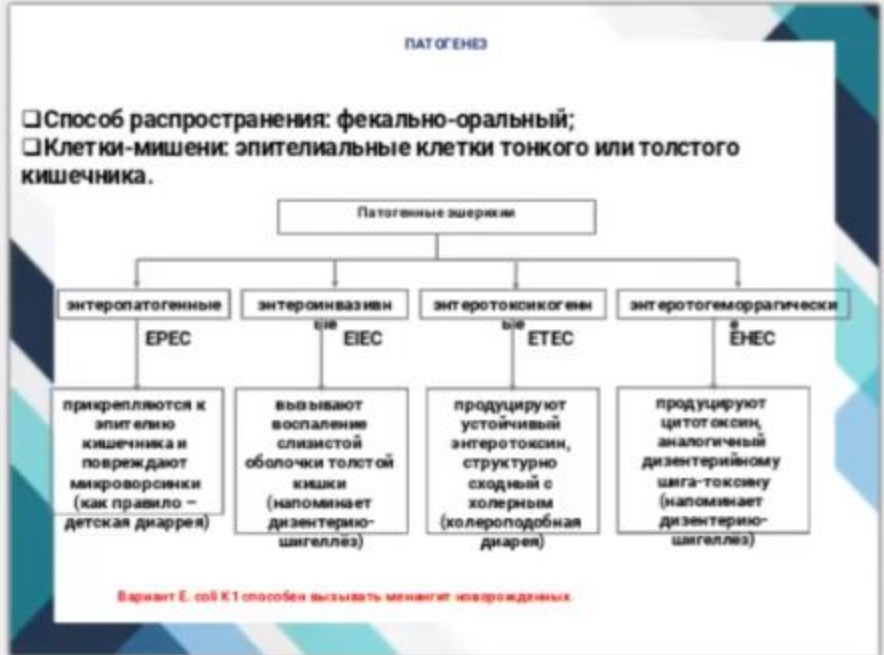 ПАТОГЕНЕЗ
❑Способ распространения: фекально-оральный;
❑Клетки-мишени: эпителиальные клетки тонкого или толстого
кишечника.
Патогенные эшерихии
энтеропатогенные
EPEC
энтероинвазивн
ые
EIEC
энтеротоксикогенн
ые
ETEC
энтеротогеморрагически
е
EHEC
прикрепляются к
эпителию
кишечника и
повреждают
микроворсинки
(как правило –
детская диаррея)
вызывают
воспаление
слизистой
оболочки толстой
кишки
(напоминает
дизентерию-
шигеллёз)
продуцируют
устойчивый
энтеротоксин,
структурно
сходный с
холерным
(холероподобная
диарея)
продуцируют
цитотоксин,
аналогичный
дизентерийному
шига-токсину
(напоминает
дизентерию-
шигеллёз)
Вариант E. coli K1 способен вызывать менингит новорожденных